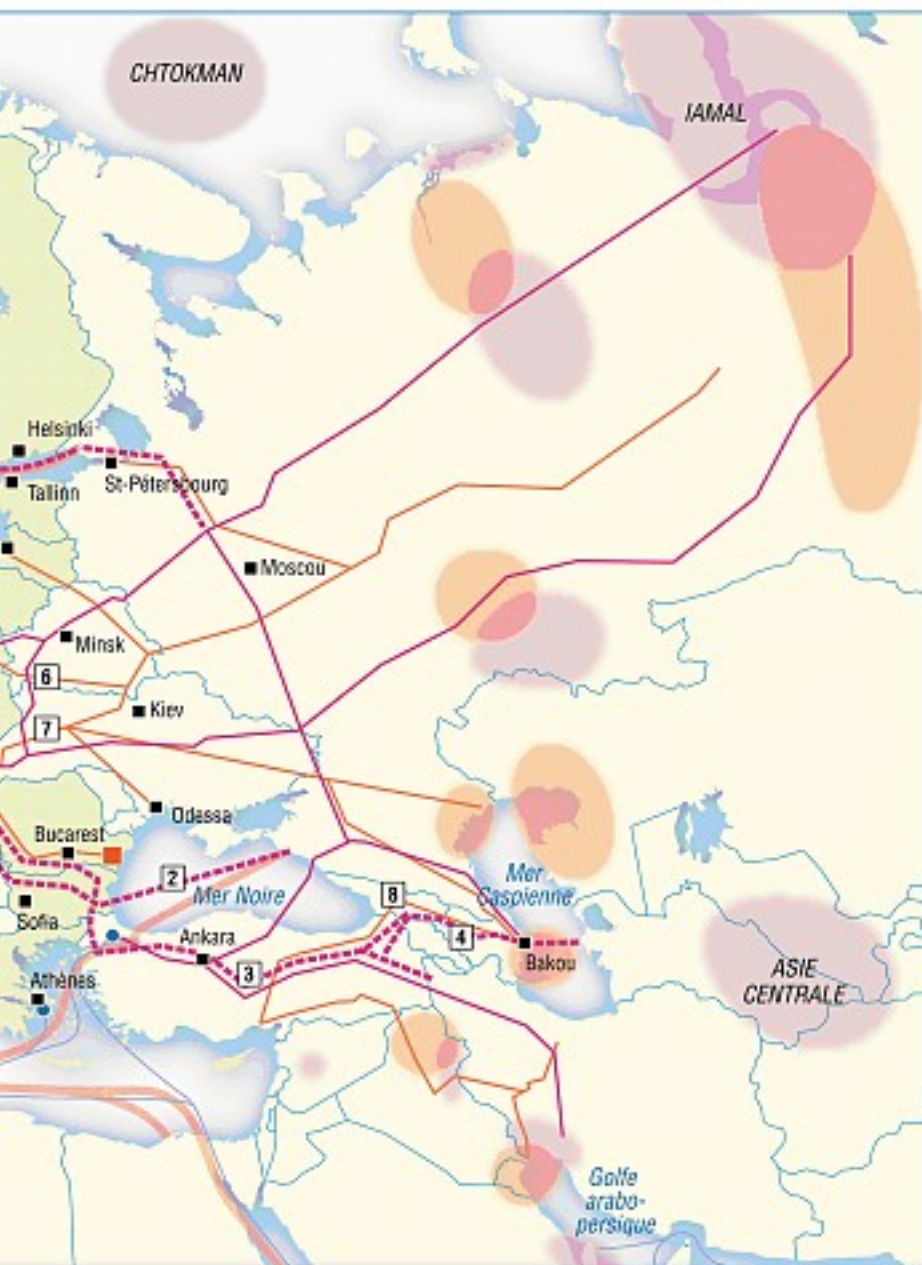 CHTOKMAN
IAMAL
Helsinki
Tallinn
St-Pétersbourg
Moscou
Minsk
6
Kiev
7
Odessa
Bucarest
2
Mer Noire
Mer
Caspienne
8
Sofia
Ankara
4
Bakou
3
Athènes
ASIE
CENTRALE
Golfe
arabo-
persique